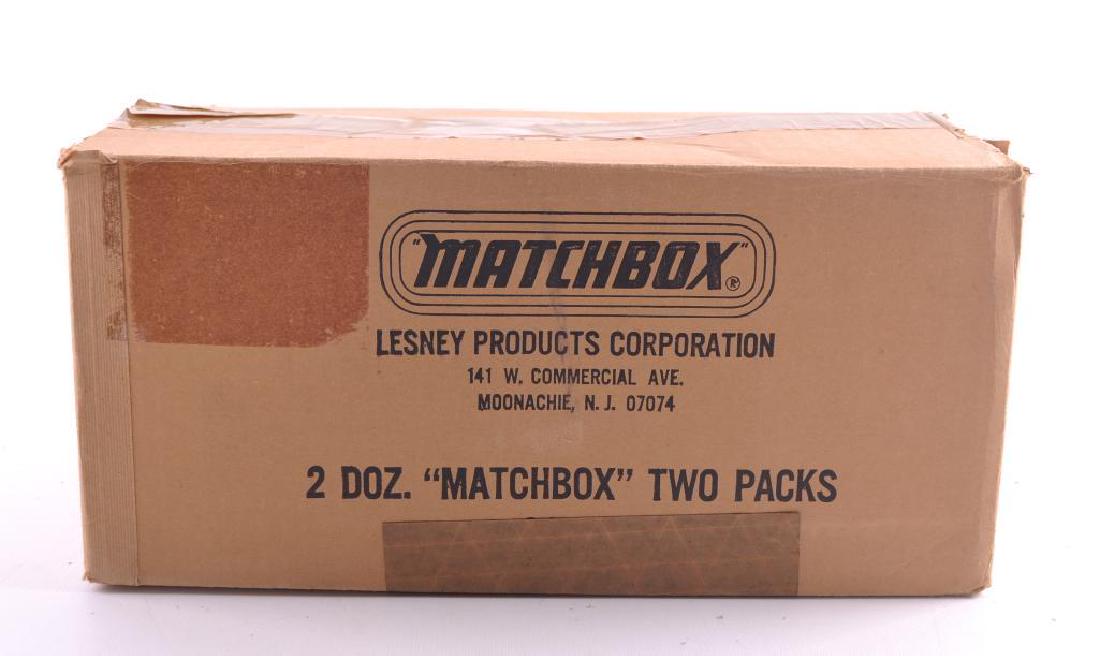 "MATCHBOX"®
LESNEY PRODUCTS CORPORATION
141 W. COMMERCIAL AVE.
MOONACHIE, N.J. 07074
2 DOZ. "MATCHBOX" TWO PACKS